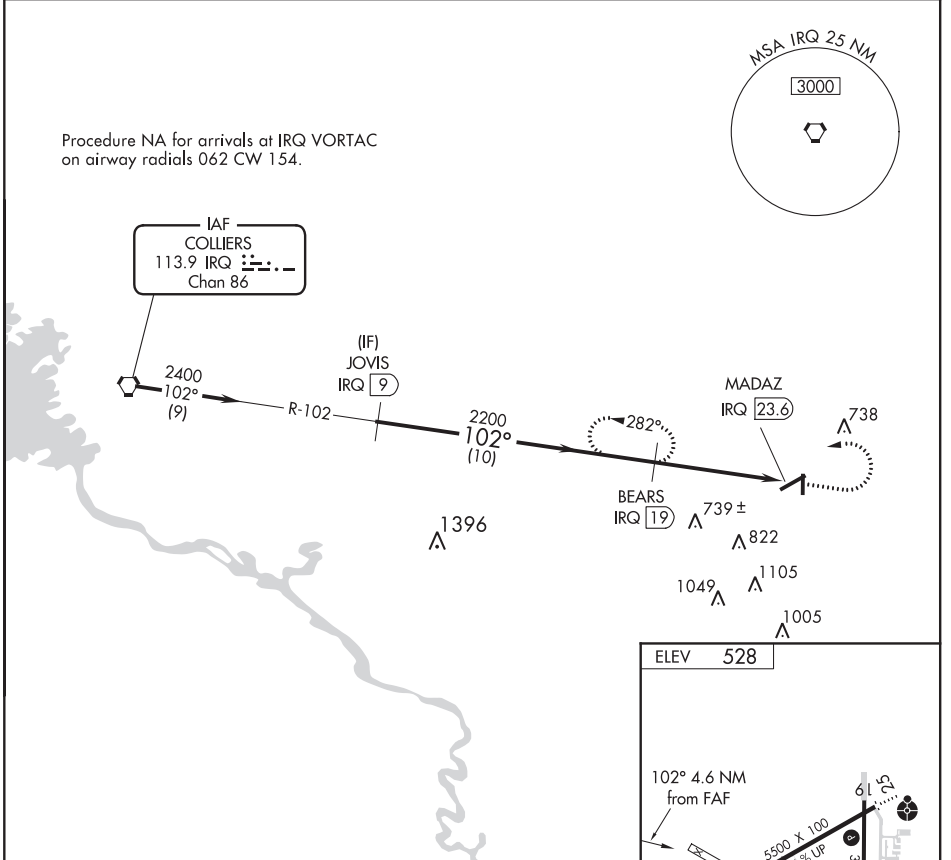 MSA IRQ 25 NM
3000
Procedure NA for arrivals at IRQ VORTAC
on airway radials 062 CW 154.
IAF
COLLIERS
113.9 IRQ
Chan 86
2400
102°
(9)
R-102
(IF)
JOVIS
IRQ 9
2200
102°
(10)
282°
BEARS
IRQ 19
MADAZ
IRQ 23.6
738
1396
739 ±
822
1049
1105
1005
ELEV 528
102° 4.6 NM
from FAF
19
25
5500 X 100
% UP
P